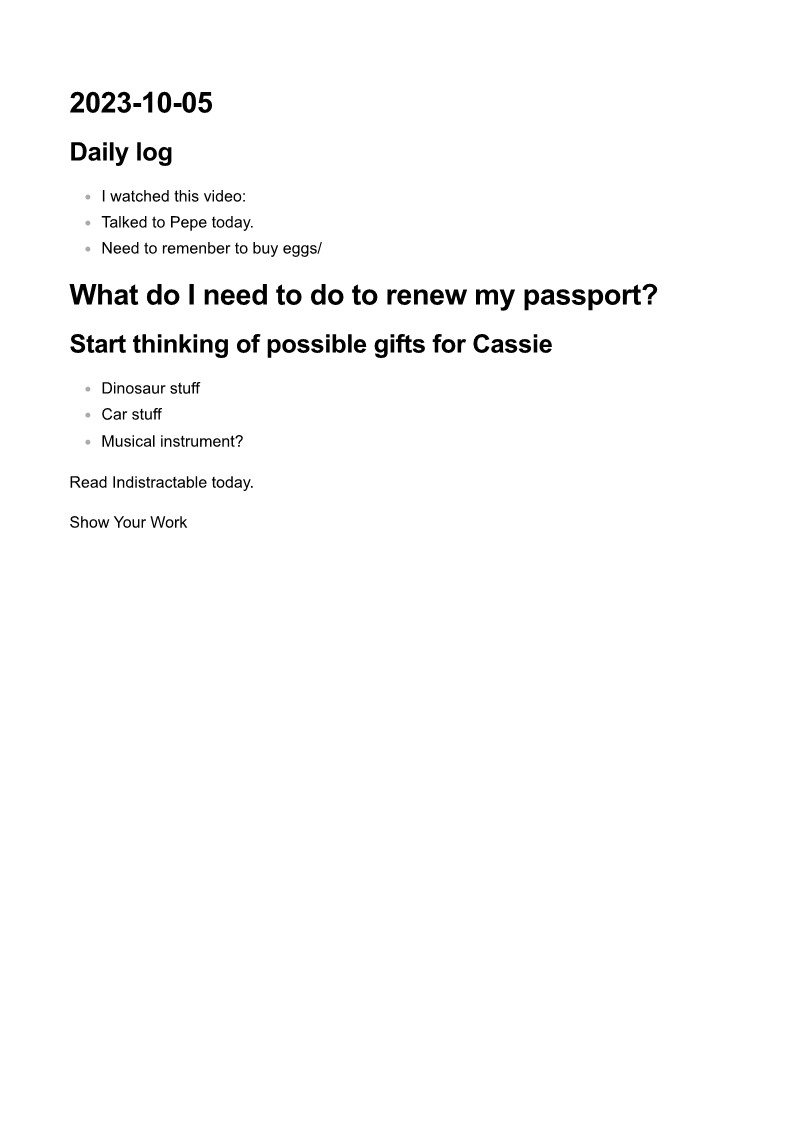 2023-10-05
Daily log
I watched this video:
Talked to Pepe today.
Need to remenber to buy eggs/
What do I need to do to renew my passport?
Start thinking of possible gifts for Cassie
Dinosaur stuff
Car stuff
Musical instrument?
Read Indistractable today.
Show Your Work